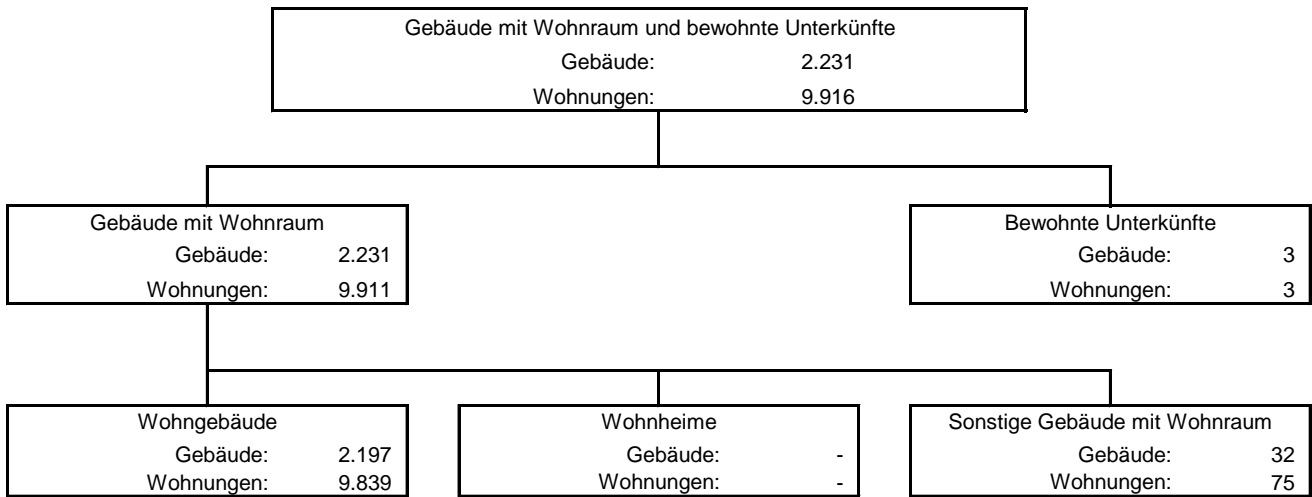 Gebäude mit Wohnraum und bewohnte Unterkünfte
Gebäude: 2.231
Wohnungen: 9.916
Gebäude mit Wohnraum
Gebäude: 2.231
Wohnungen: 9.911
Bewohnte Unterkünfte
Gebäude: 3
Wohnungen: 3
Wohngebäude
Gebäude: 2.197
Wohnungen: 9.839
Wohnheime
Gebäude: -
Wohnungen: -
Sonstige Gebäude mit Wohnraum
Gebäude: 32
Wohnungen: 75